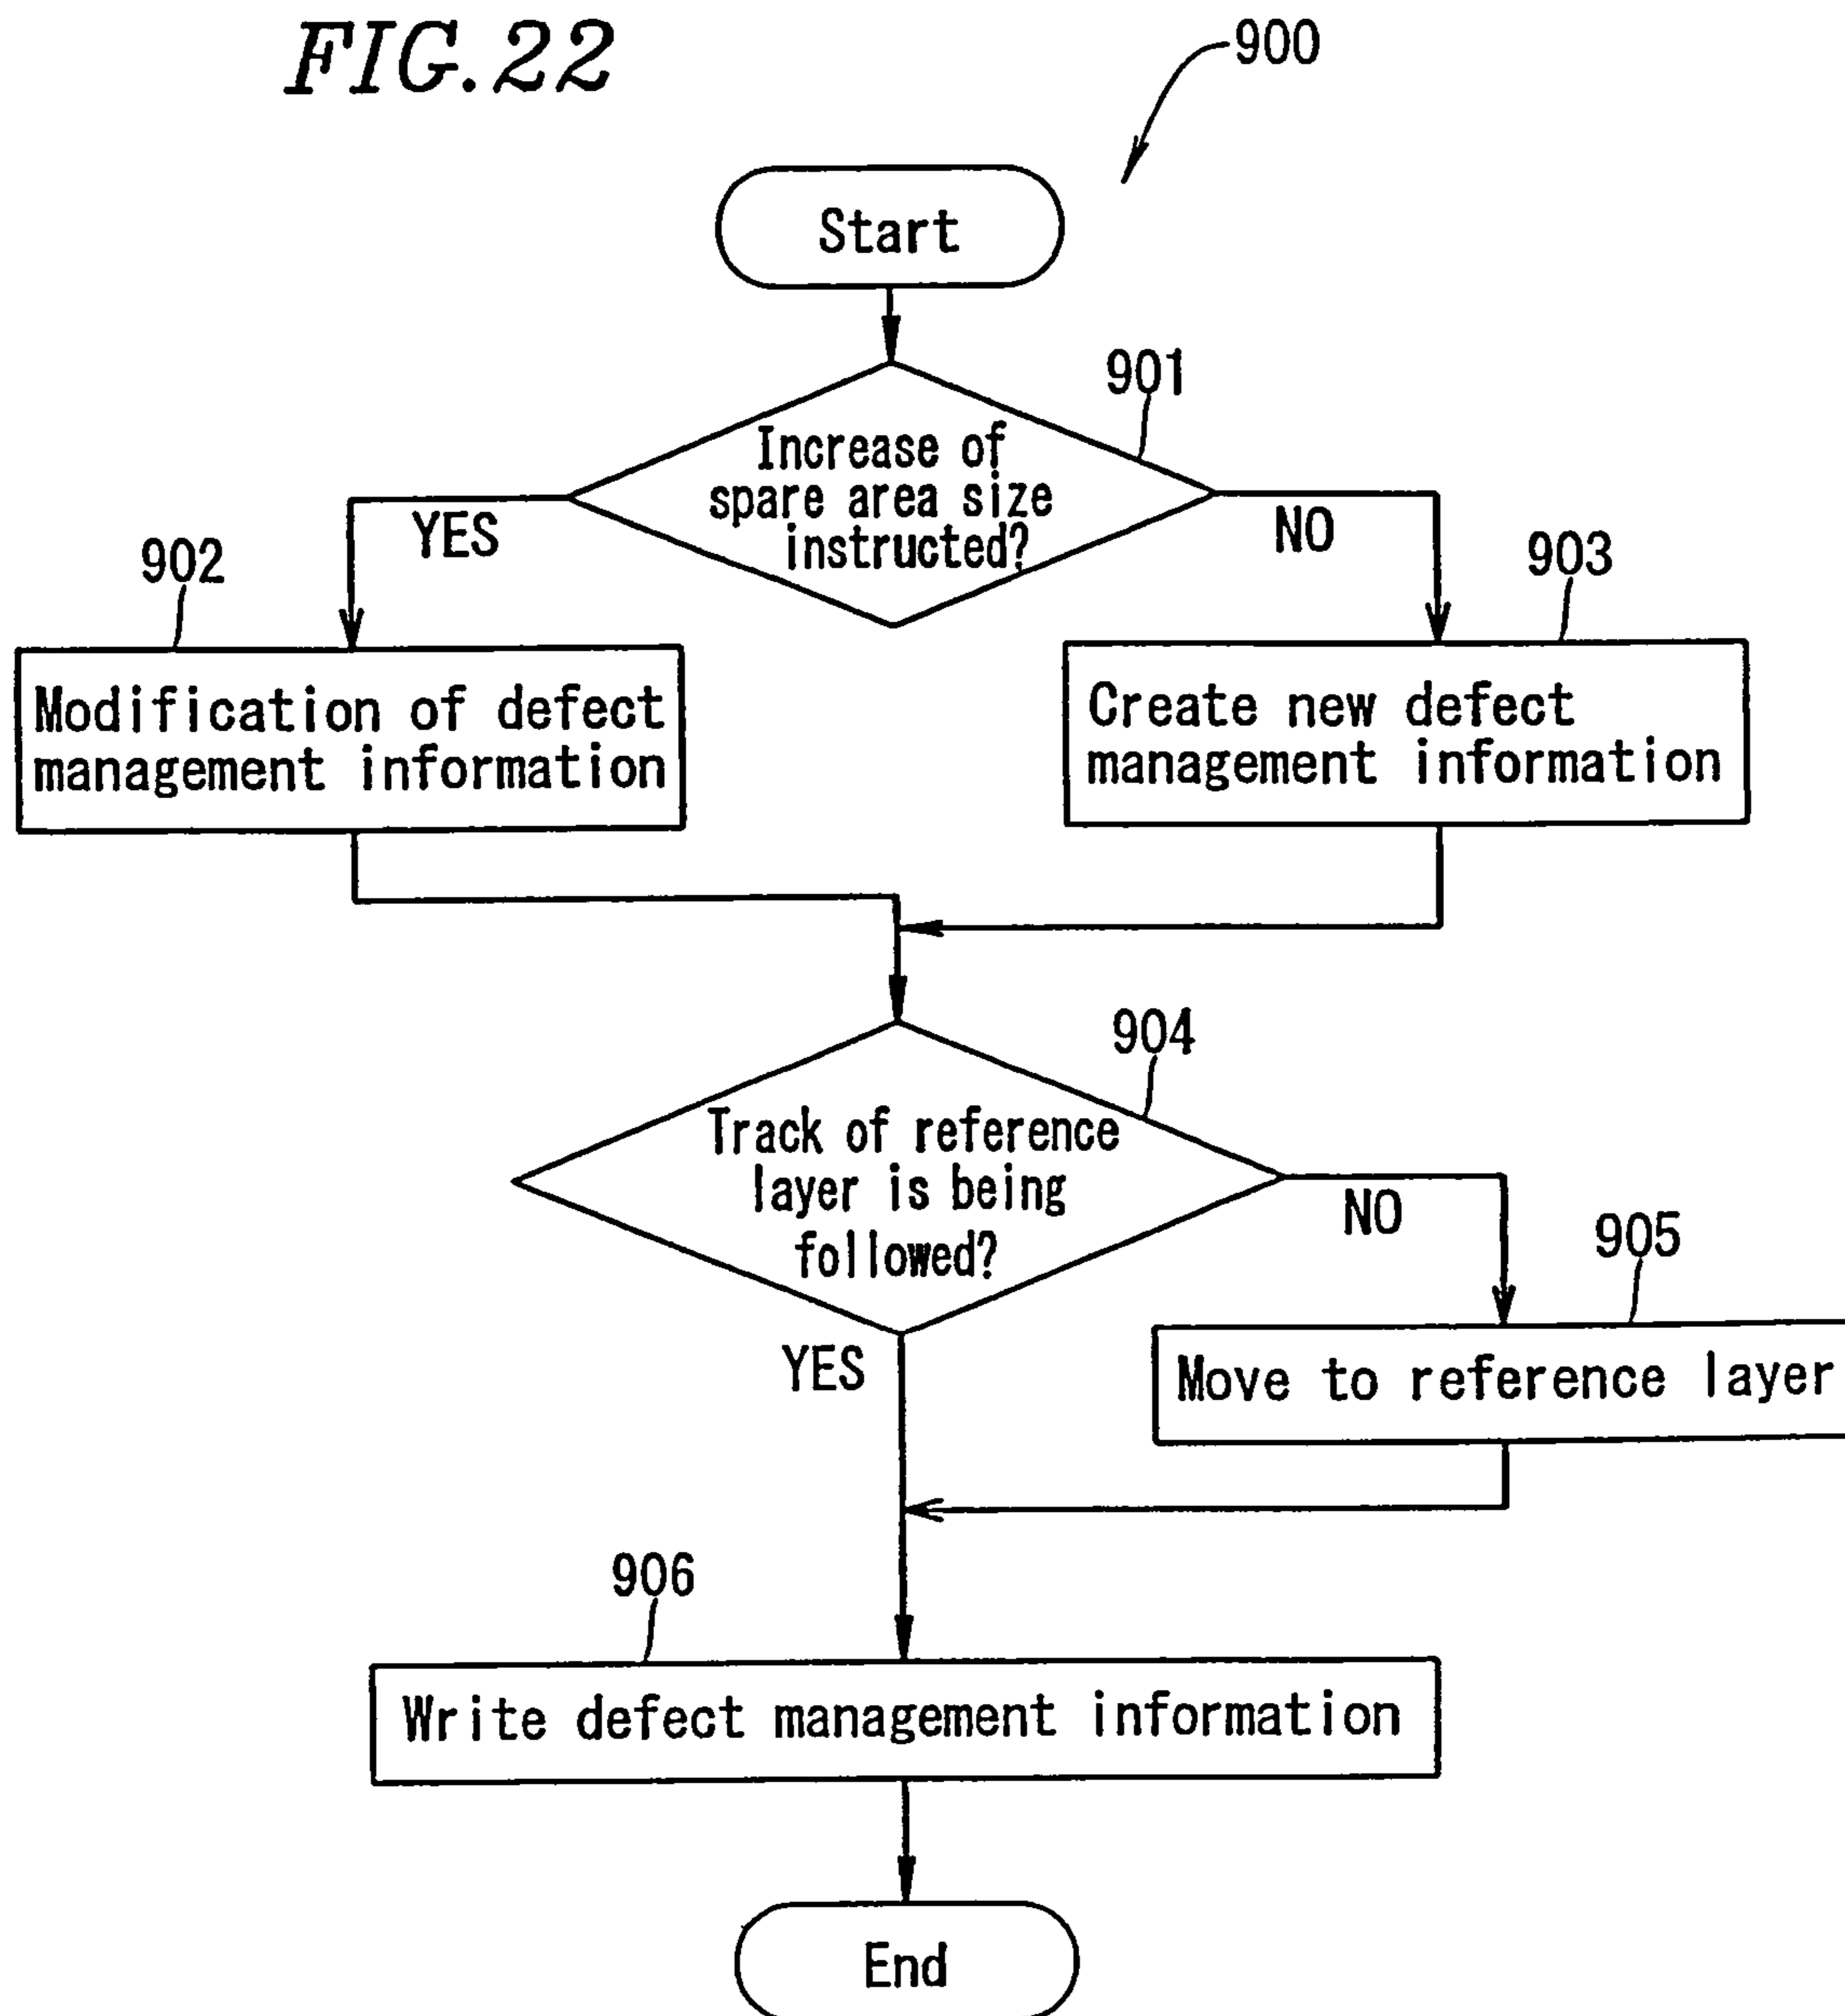 FIG.22
900
Start
901
Increase of
spare area size
instructed?
YES
NO
902
903
Modification of defect
management information
Create new defect
management information
904
Track of reference
layer is being
followed?
NO
905
YES
Move to reference layer
906
Write defect management information
End